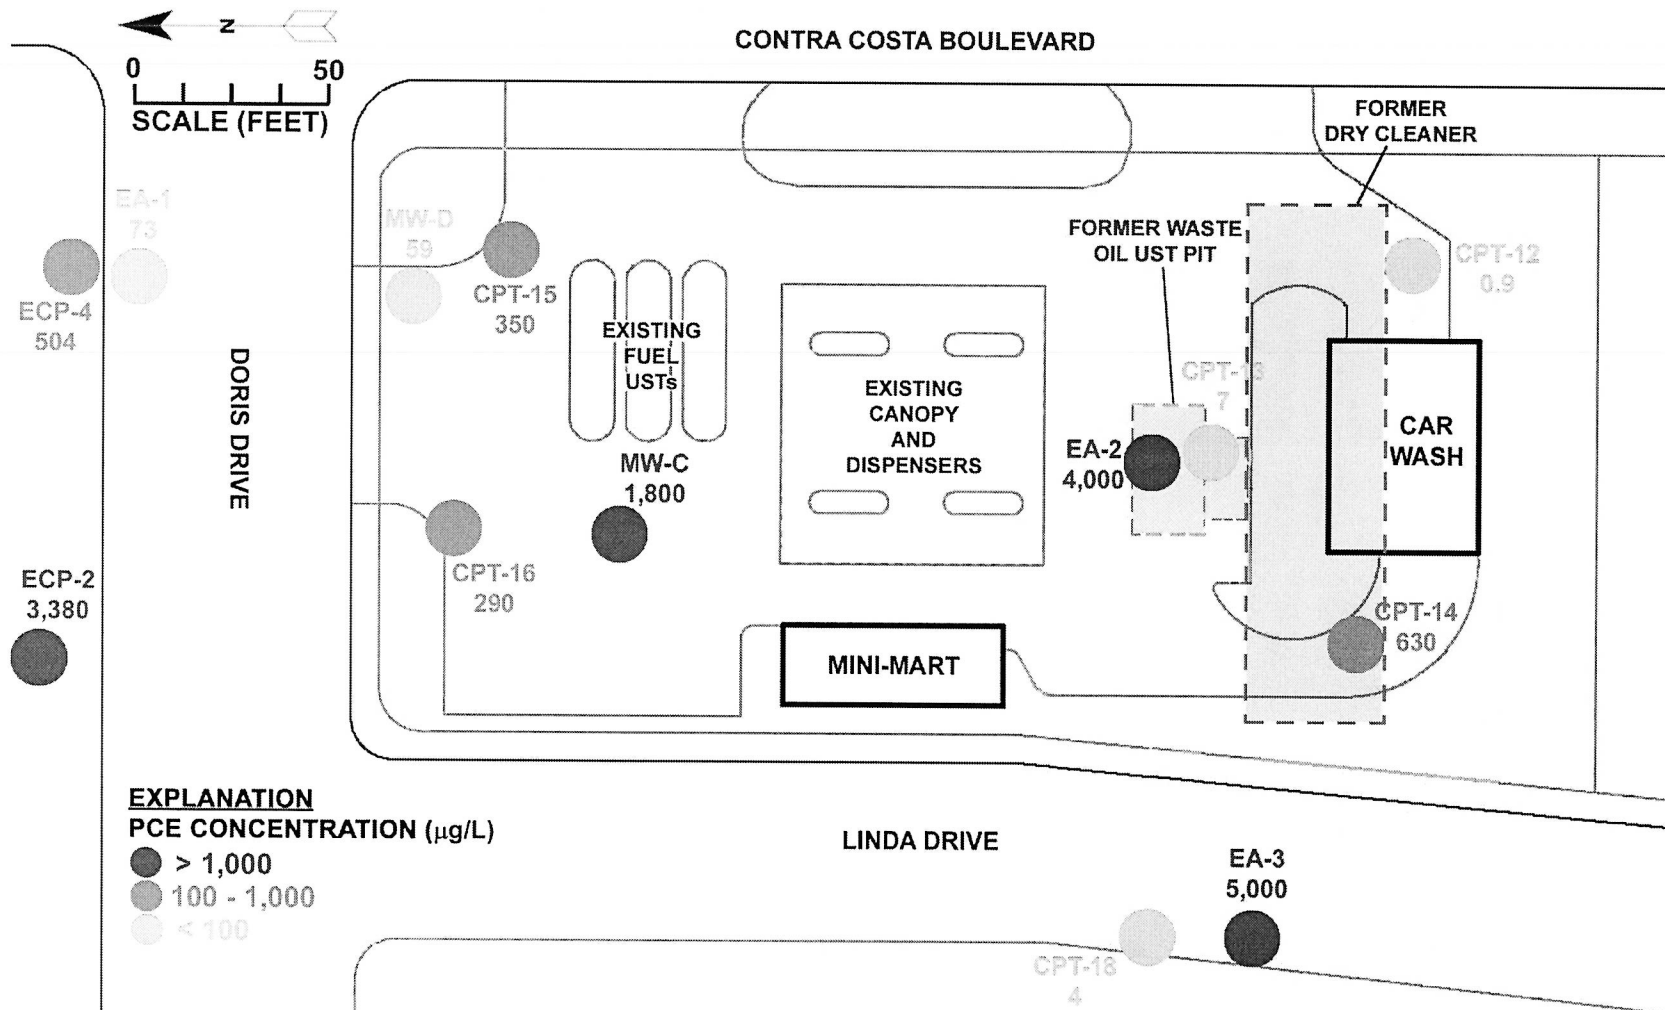 N
CONTRA COSTA BOULEVARD
0 50
SCALE (FEET)
FORMER
DRY CLEANER
EA-1
73
MW-D
59
FORMER WASTE
OIL UST PIT
CPT-12
0.9
ECP-4
504
CPT-15
350
EXISTING
FUEL
USTs
DORIS DRIVE
EXISTING
CANOPY
AND
DISPENSERS
CPT-13
7
CAR
WASH
EA-2
4,000
MW-C
1,800
CPT-16
290
ECP-2
3,380
CPT-14
630
MINI-MART
EXPLANATION
PCE CONCENTRATION (µg/L)
> 1,000
100 - 1,000
< 100
LINDA DRIVE
EA-3
5,000
CPT-18
4